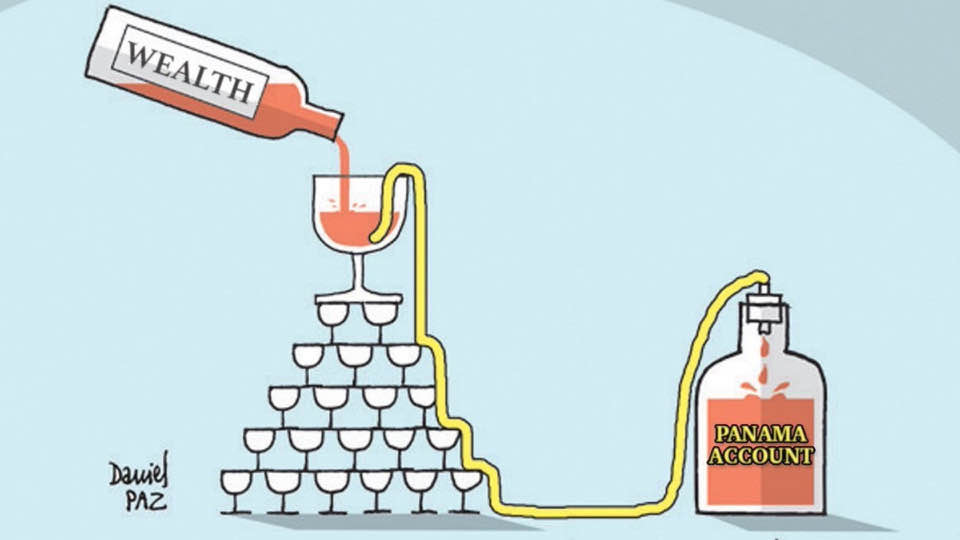 WEALTH
PANAMA
ACCOUNT
Daniel
PAZ